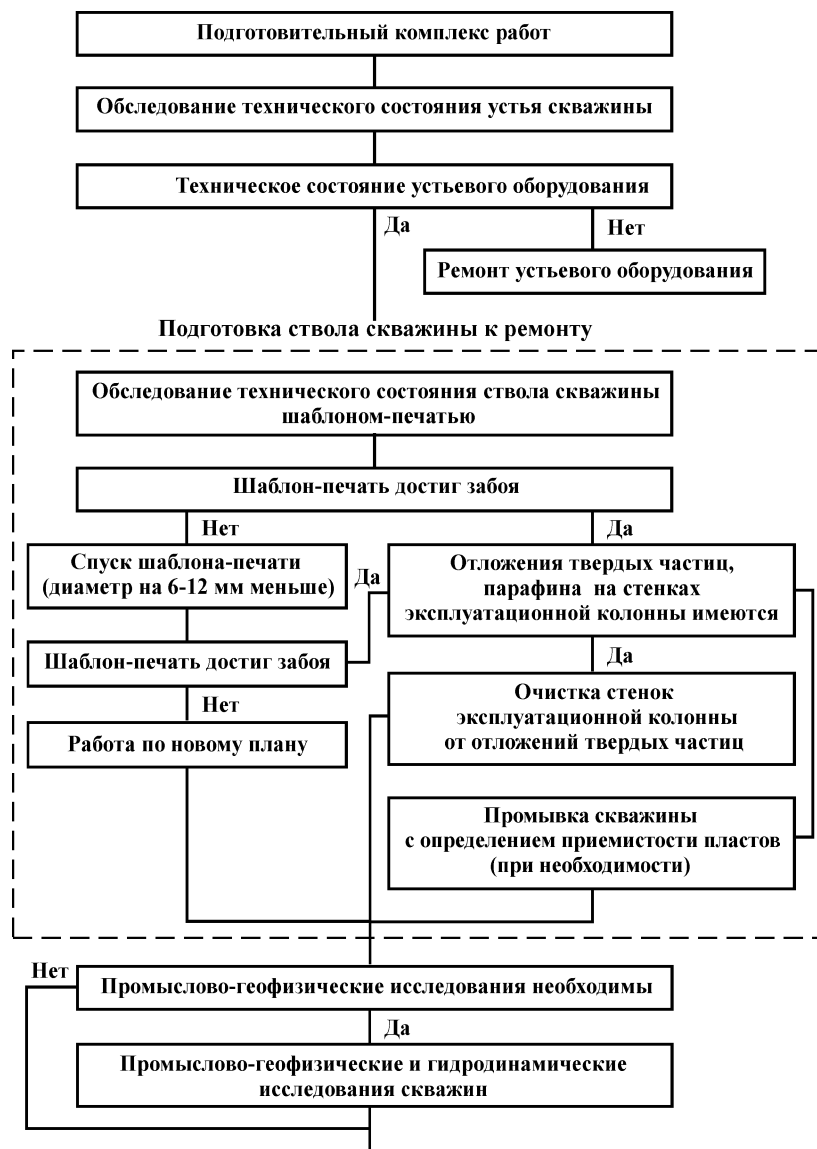 Подготовительный комплекс работ
Обследование технического состояния устья скважины
Техническое состояние устьевого оборудования
Да
Нет
Ремонт устьевого оборудования
Подготовка ствола скважины к ремонту
Обследование технического состояния ствола скважины
шаблоном-печатью
Шаблон-печать достиг забоя
Нет
Да
Спуск шаблона-печати
(диаметр на 6-12 мм меньше)
Да
Отложения твердых частиц,
парафина на стенках
эксплуатационной колонны имеются
Шаблон-печать достиг забоя
Да
Нет
Очистка стенок
эксплуатационной колонны
от отложений твердых частиц
Работа по новому плану
Промывка скважины
с определением приемистости пластов
(при необходимости)
Нет
Промыслово-геофизические исследования необходимы
Да
Промыслово-геофизические и гидродинамические
исследования скважин